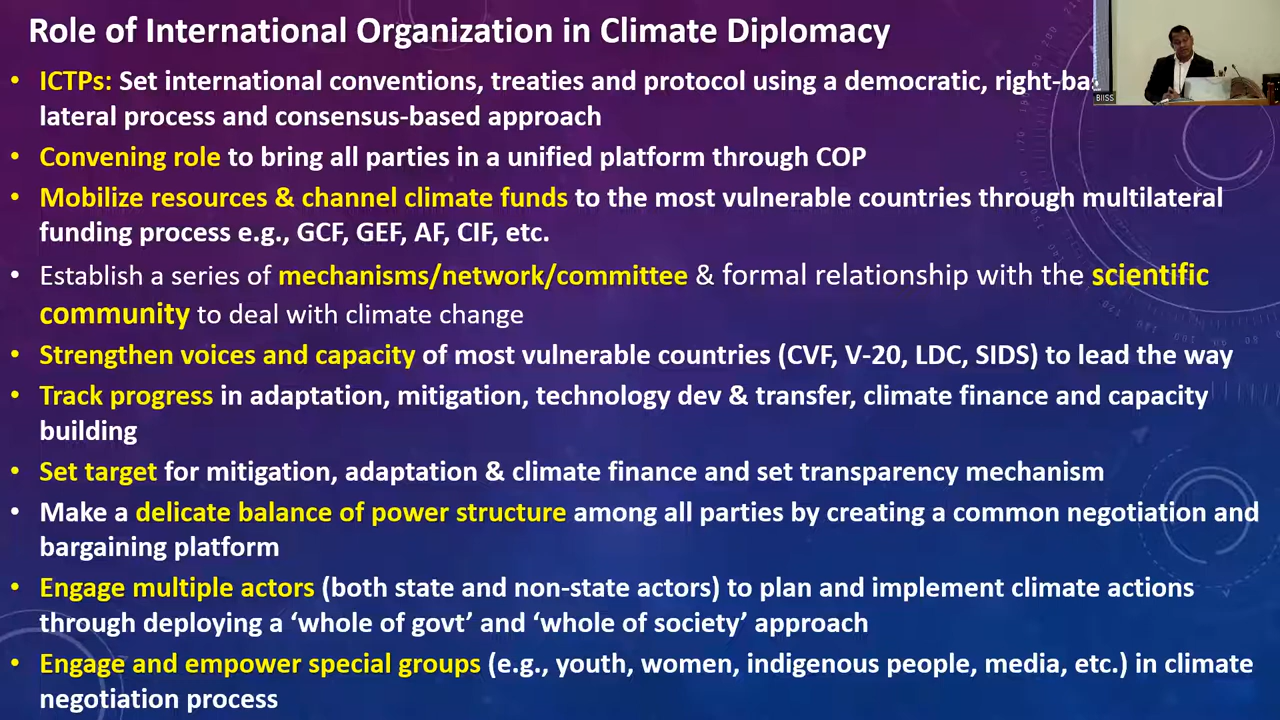 Role of International Organization in Climate Diplomacy
• ICTPs: Set international conventions, treaties and protocol using a democratic,
lateral process and consensus-based approach
• Convening role to bring all parties in a unified platform through COP
• Mobilize resources & channel climate funds to the most vulnerable countries through multilateral
funding process e.g., GCF, GEF, AF, CIF, etc.
• Establish a series of mechanisms/network/committee & formal relationship with the scientific
community to deal with climate change
• Strengthen voices and capacity of most vulnerable countries (CVF, V-20, LDC, SIDS) to lead the way
• Track progress in adaptation, mitigation, technology dev & transfer, climate finance and capacity
building
• Set target for mitigation, adaptation & climate finance and set transparency mechanism
• Make a delicate balance of power structure among all parties by creating a common negotiation and
bargaining platform
• Engage multiple actors (both state and non-state actors) to plan and implement climate actions
through deploying a ‘whole of govt’ and ‘whole of society’ approach
• Engage and empower special groups (e.g., youth, women, indigenous people, media, etc.) in climate
negotiation process
BIISS